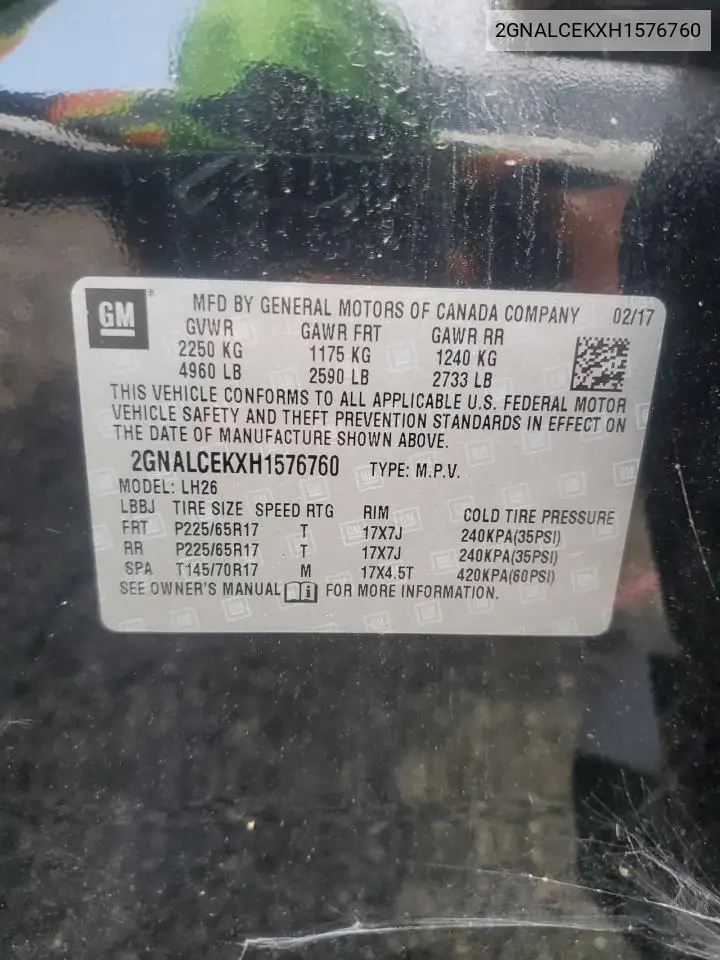 2GNALCEKXH1576760
GM ® MFD BY GENERAL MOTORS OF CANADA COMPANY 02/17
GVWR GAWR FRT GAWR RR
2250 KG 1175 KG 1240 KG
4960 LB 2590 LB 2733 LB
THIS VEHICLE CONFORMS TO ALL APPLICABLE U.S. FEDERAL MOTOR
VEHICLE SAFETY AND THEFT PREVENTION STANDARDS IN EFFECT ON
THE DATE OF MANUFACTURE SHOWN ABOVE.
2GNALCEKXH1576760 TYPE: M.P.V.
MODEL: LH26
LBBJ TIRE SIZE SPEED RTG RIM COLD TIRE PRESSURE
FRT P225/65R17 T 17X7J 240KPA(35PSI)
RR P225/65R17 T 17X7J 240KPA(35PSI)
SPA T145/70R17 M 17X4.5T 420KPA(60PSI)
SEE OWNER'S MANUAL i FOR MORE INFORMATION.